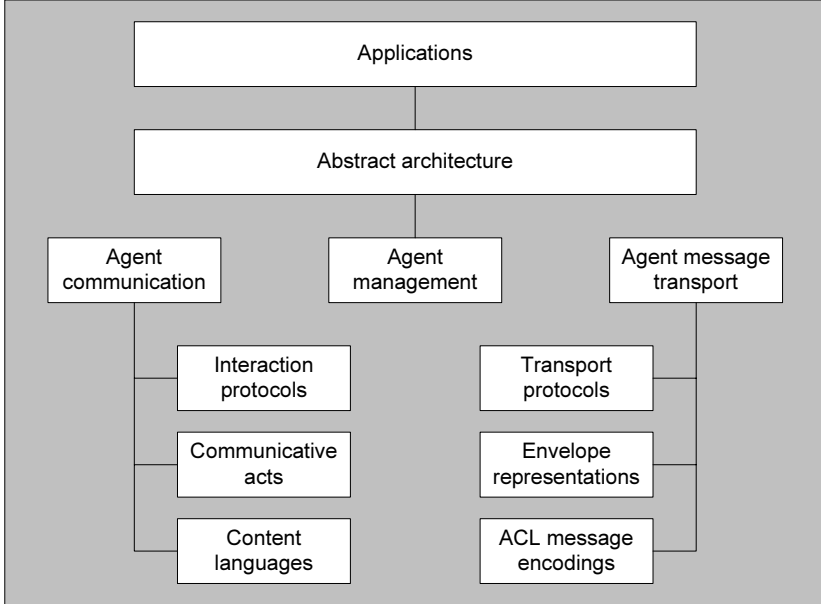 Applications
Abstract architecture
Agent
communication
Agent
management
Agent message
transport
Interaction
protocols
Communicative
acts
Content
languages
Transport
protocols
Envelope
representations
ACL message
encodings